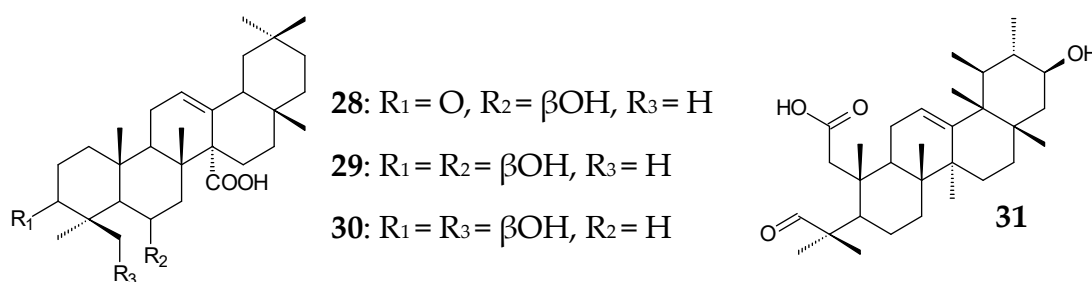 COOH
R1
R2
R3
28: R1 = O, R2 = βOH, R3 = H
29: R1 = R2 = βOH, R3 = H
30: R1 = R3 = βOH, R2 = H
OH
HO
O
O
31